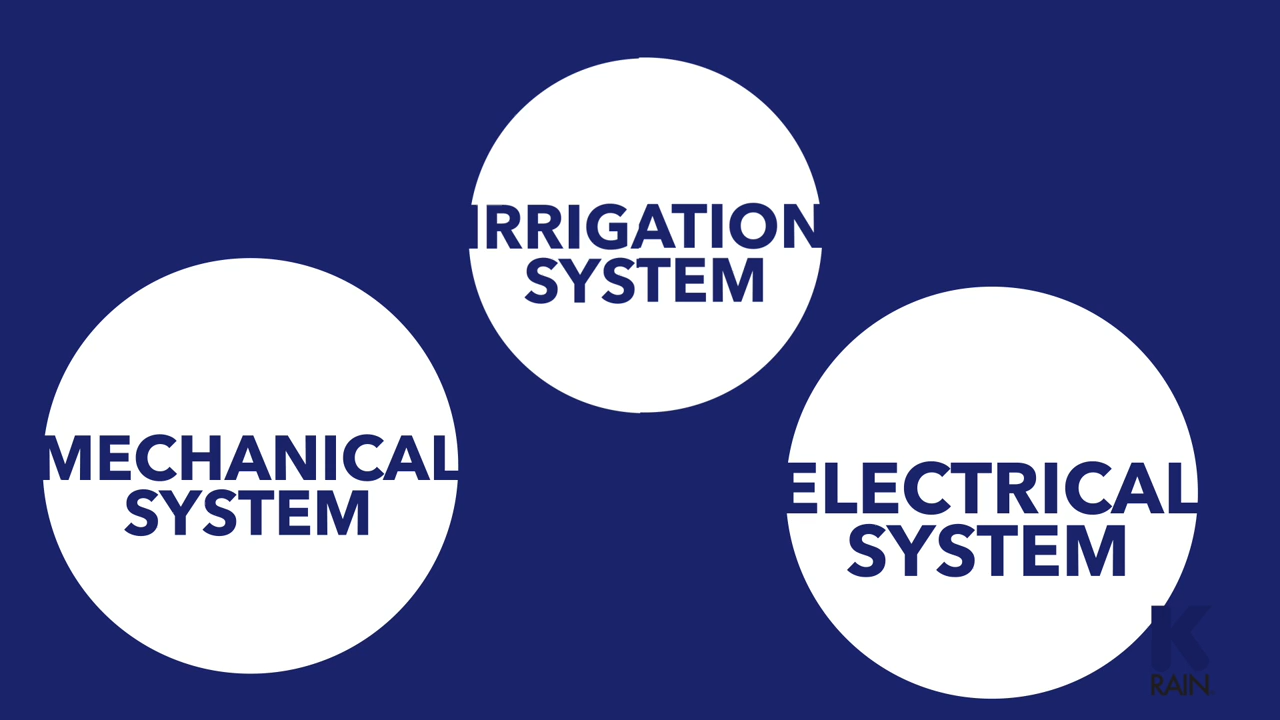 IRRIGATION
SYSTEM
MECHANICAL
SYSTEM
ELECTRICAL
SYSTEM
K
RAIN